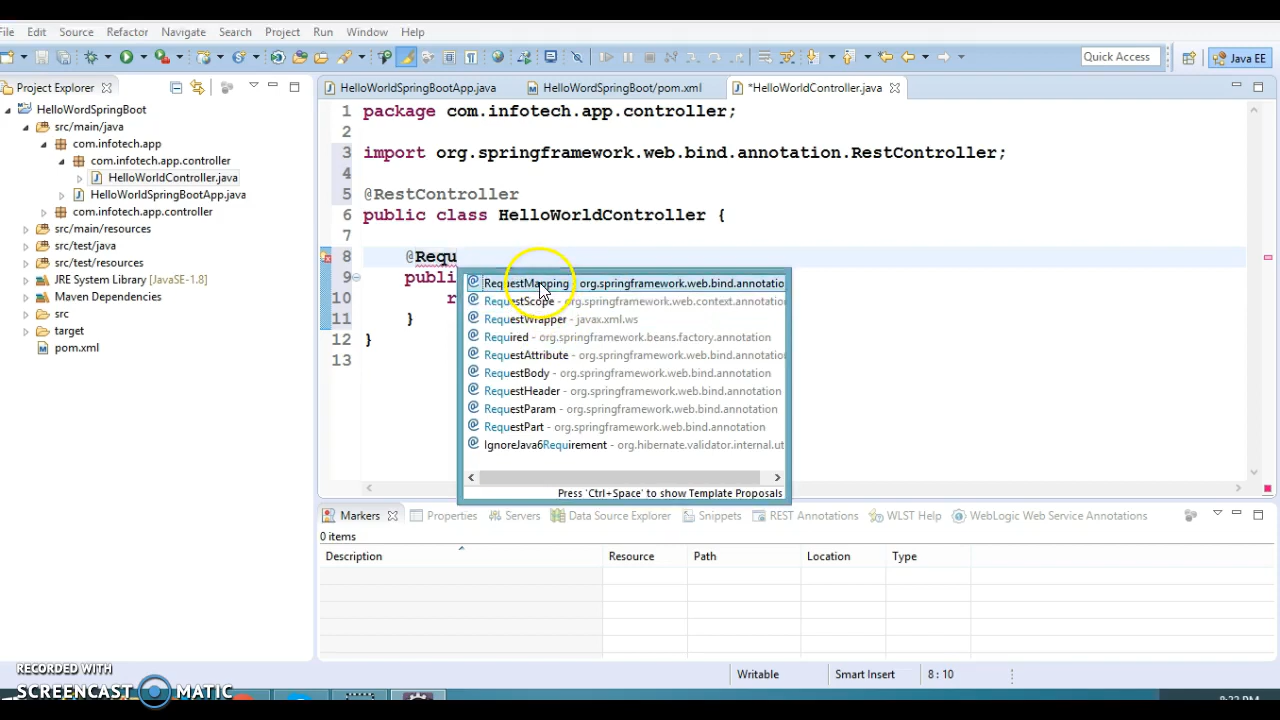 File Edit Source Refactor Navigate Search Project Run Window Help
Quick Access
Java EE
Project Explorer
HelloWordSpringBoot
src/main/java
com.infotech.app
com.infotech.app.controller
HelloWorldController.java
HelloWorldSpringBootApp.java
com.infotech.app.controller
src/main/resources
src/test/java
src/test/resources
JRE System Library [JavaSE-1.8]
Maven Dependencies
src
target
pom.xml
HelloWorldSpringBootApp.java HelloWordSpringBoot/pom.xml *HelloWorldController.java
1 package com.infotech.app.controller;
2
3 import org.springframework.web.bind.annotation.RestController;
4
5 @RestController
6 public class HelloWorldController {
7
8 @Requ
9 publi
10 r
11 }
12 }
13
RequestMapping - org.springframework.web.bind.annotatio
RequestScope - org.springframework.web.context.annotation
RequestWrapper - javax.xml.ws
Required - org.springframework.beans.factory.annotation
RequestAttribute - org.springframework.web.bind.annotation
RequestBody - org.springframework.web.bind.annotation
RequestHeader - org.springframework.web.bind.annotation
RequestParam - org.springframework.web.bind.annotation
RequestPart - org.springframework.web.bind.annotation
IgnoreJava6Requirement - org.hibernate.validator.internal.ut
Press 'Ctrl+Space' to show Template Proposals
Markers Properties Servers Data Source Explorer Snippets REST Annotations WLST Help WebLogic Web Service Annotations
0 items
Description Resource Path Location Type
Writable Smart Insert 8 : 10
RECORDED WITH
SCREENCAST MATIC